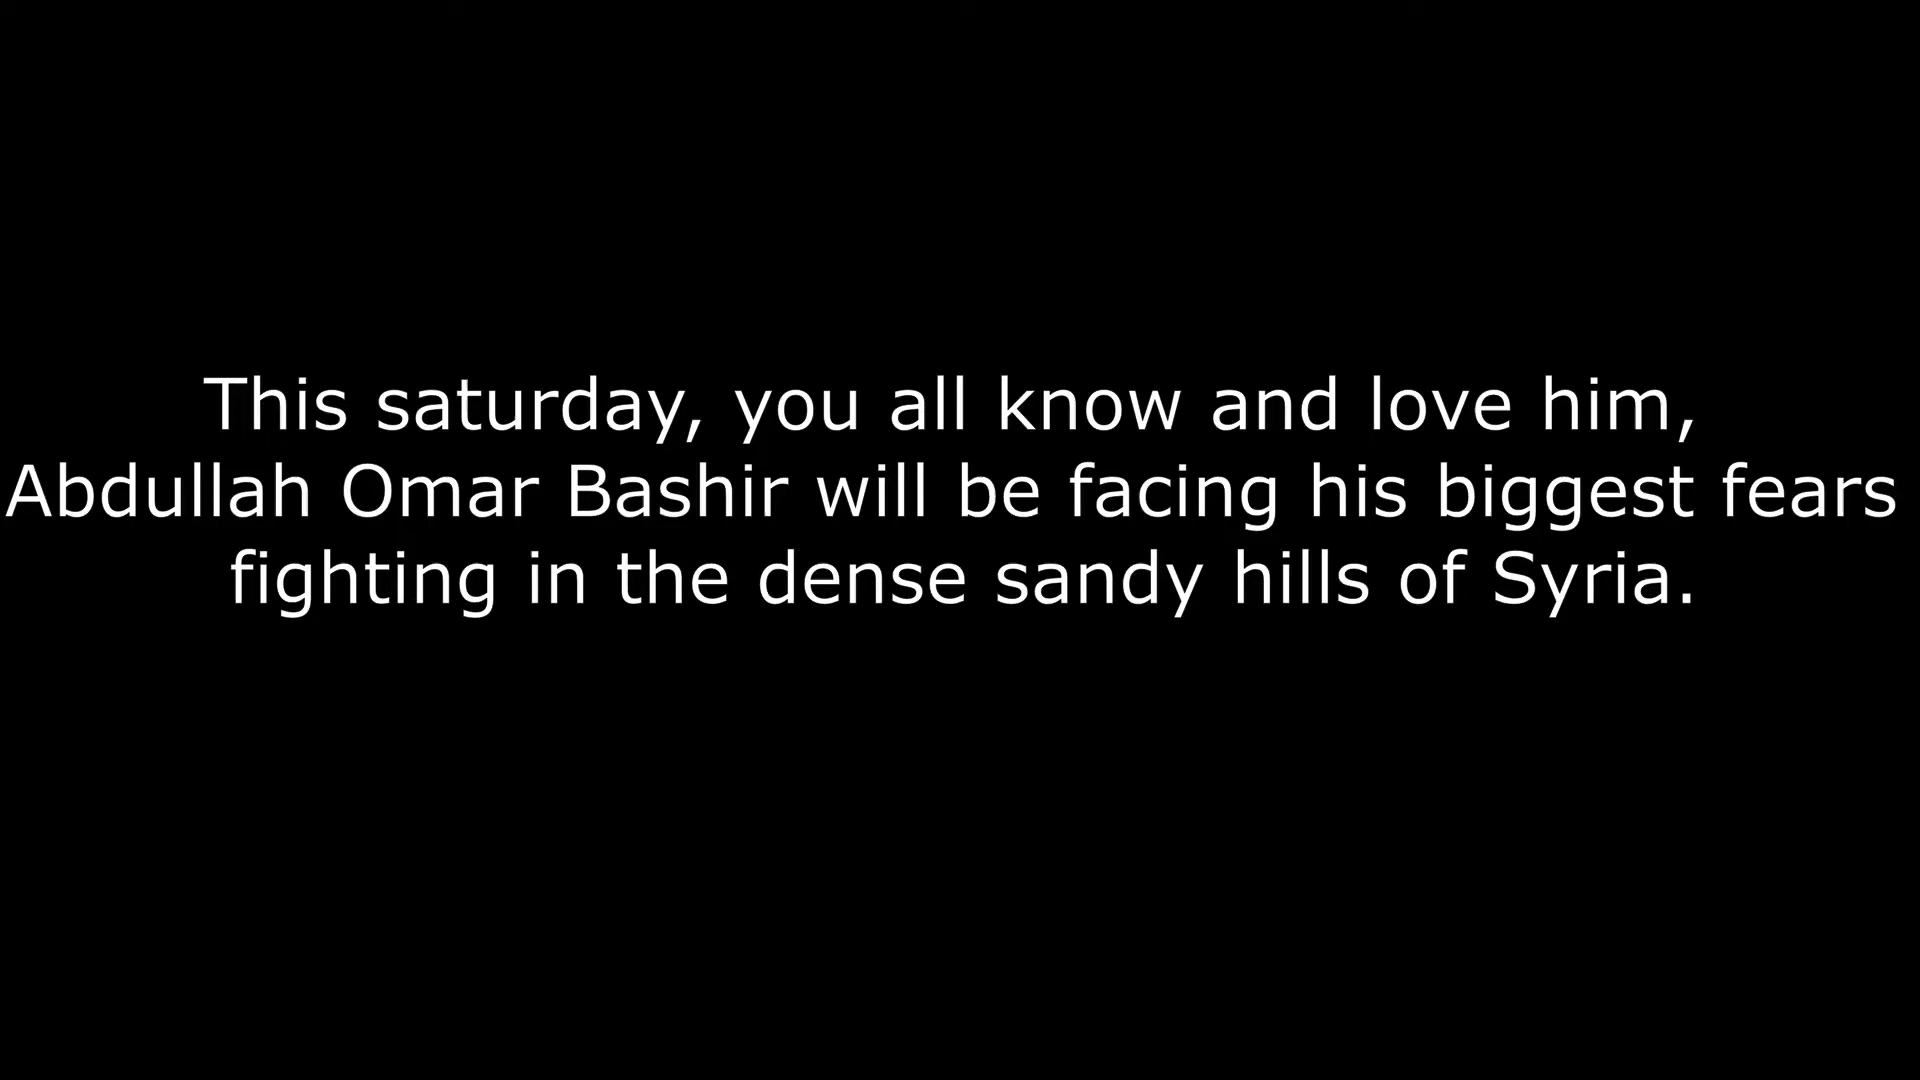 This saturday, you all know and love him,
Abdullah Omar Bashir will be facing his biggest fears
fighting in the dense sandy hills of Syria.